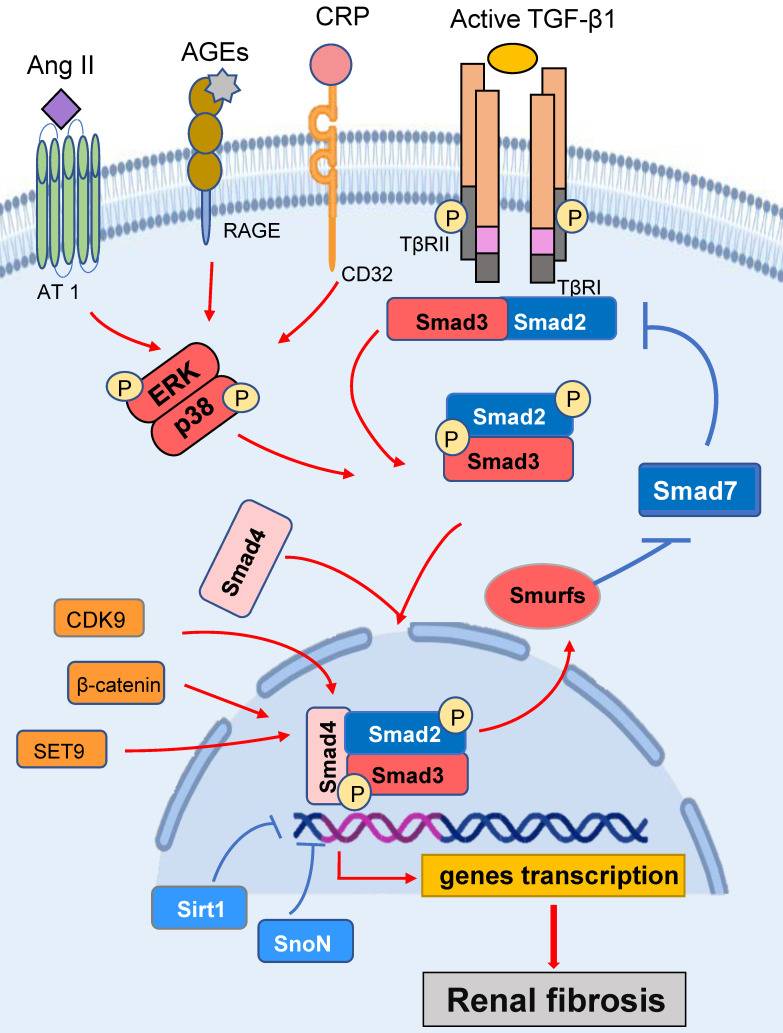 CRP
Active TGF-β1
AGEs
Ang II
P
P
RAGE
TβRII
CD32
TβRI
AT 1
Smad3
Smad2
ERK
P
p38
P
Smad2
P
P
Smad3
Smad7
Smad4
Smurfs
CDK9
β-catenin
SET9
Smad4
Smad2
P
Smad3
P
genes transcription
Sirt1
SnoN
Renal fibrosis